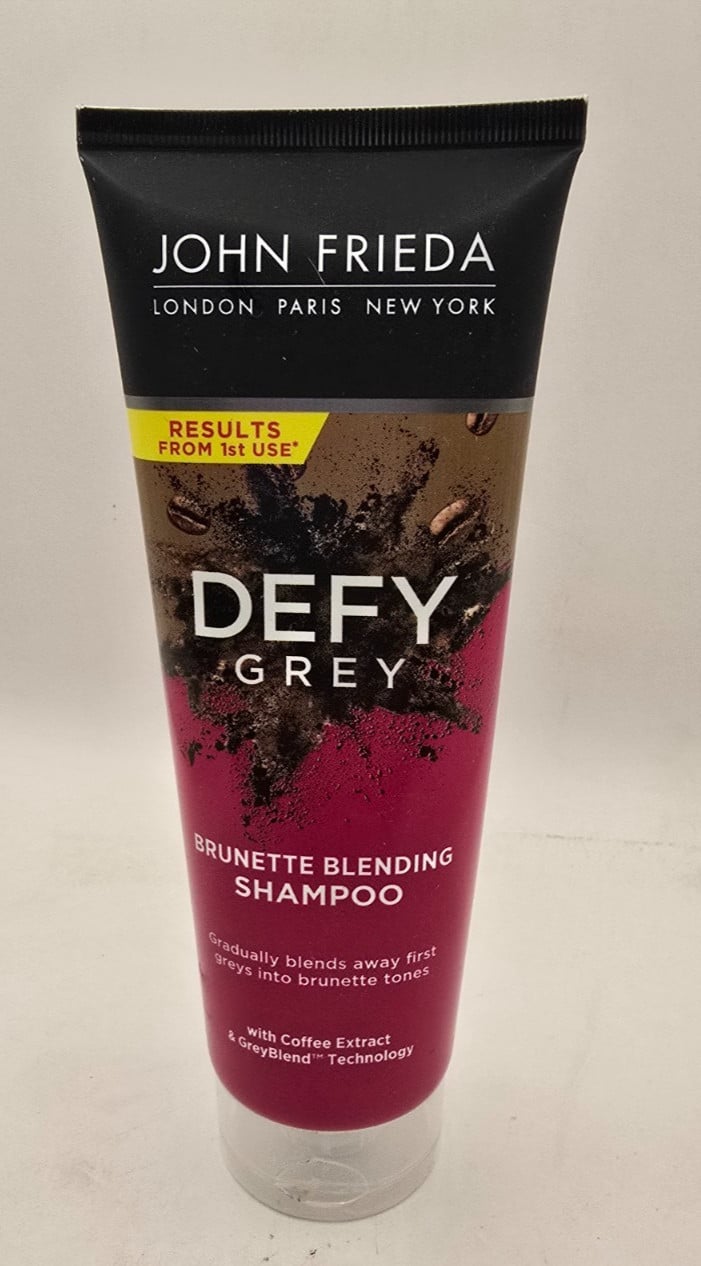 JOHN FRIEDA
LONDON PARIS NEW YORK
RESULTS
FROM 1st USE*
DEFY
GREY
BRUNETTE BLENDING
SHAMPOO
Gradually blends away first
greys into brunette tones
with Coffee Extract
& GreyBlend™ Technology